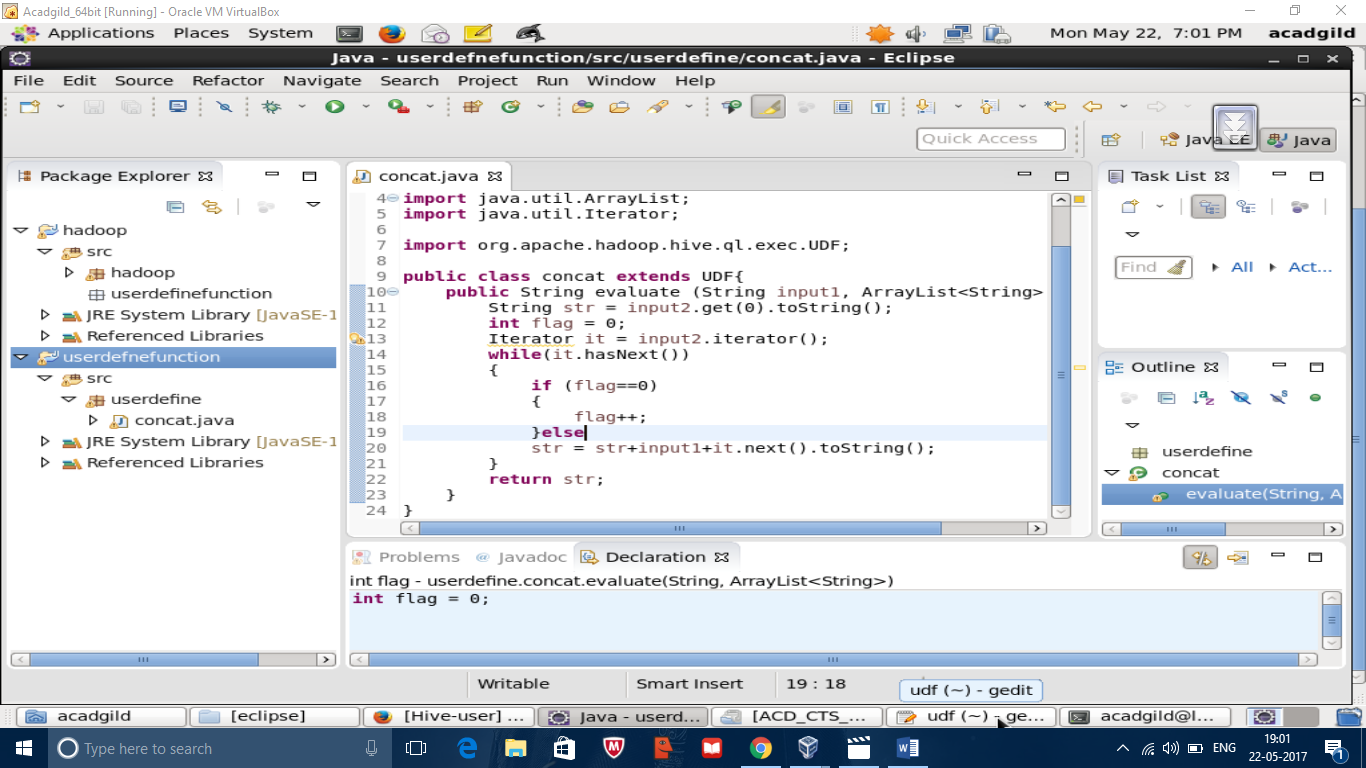 Acadgild_64bit [Running] - Oracle VM VirtualBox
Applications Places System Mon May 22, 7:01 PM acadgild
Java - userdefnefunction/src/userdefine/concat.java - Eclipse
File Edit Source Refactor Navigate Search Project Run Window Help
Quick Access
Java EE Java
Package Explorer
hadoop
src
hadoop
userdefinefunction
JRE System Library [JavaSE-1
Referenced Libraries
userdefnefunction
src
userdefine
concat.java
JRE System Library [JavaSE-1
Referenced Libraries
concat.java
4 import java.util.ArrayList;
5 import java.util.Iterator;
6
7 import org.apache.hadoop.hive.ql.exec.UDF;
8
9 public class concat extends UDF{
10 public String evaluate (String input1, ArrayList<String>
11 String str = input2.get(0).toString();
12 int flag = 0;
13 Iterator it = input2.iterator();
14 while(it.hasNext())
15 {
16 if (flag==0)
17 {
18 flag++;
19 }else
20 str = str+input1+it.next().toString();
21 }
22 return str;
23 }
24 }
Task List
Find All Act...
Outline
userdefine
concat
evaluate(String, A
Problems @ Javadoc Declaration
int flag - userdefine.concat.evaluate(String, ArrayList<String>)
int flag = 0;
Writable Smart Insert 19 : 18
udf (~) - gedit
acadgild [eclipse] [Hive-user] ... Java - userd... [ACD_CTS_... udf (~) - ge... acadgild@l...
Type here to search
ENG 19:01
22-05-2017
1